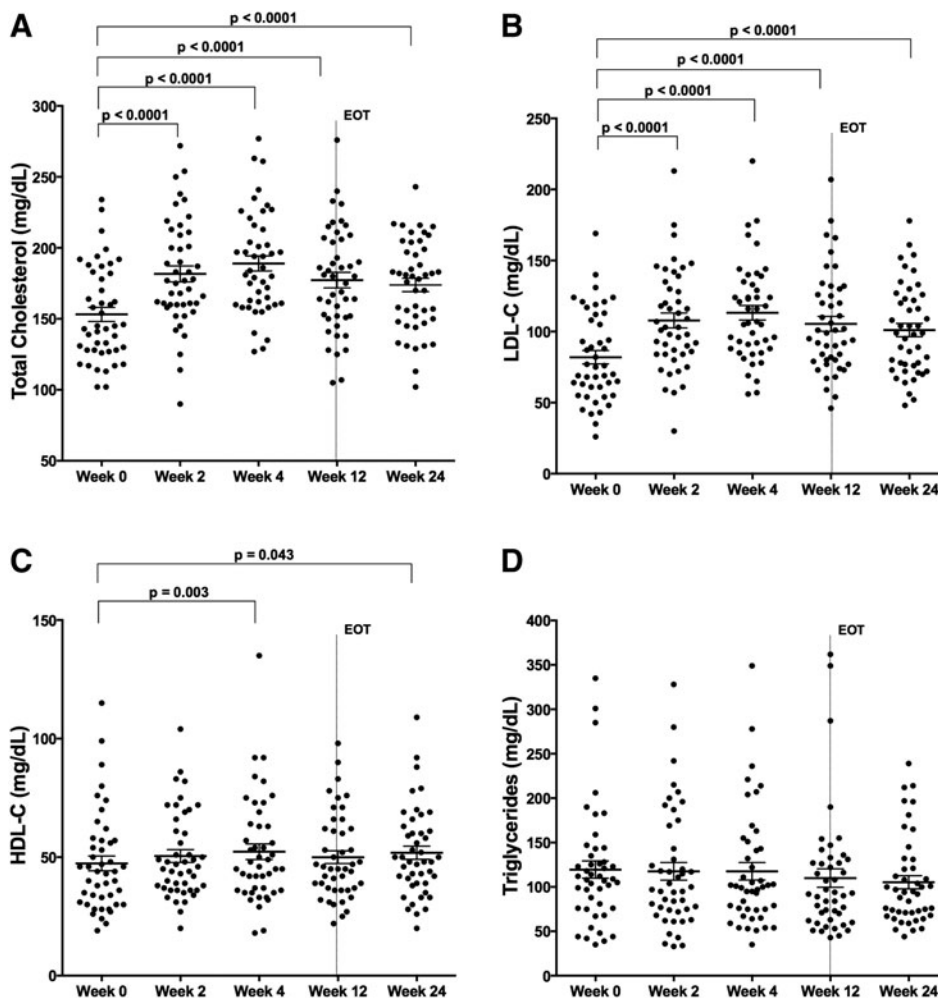 A
p < 0.0001
p < 0.0001
p < 0.0001
p < 0.0001
EOT
Total Cholesterol (mg/dL)
300
250
200
150
100
50
Week 0 Week 2 Week 4 Week 12 Week 24
B
p < 0.0001
p < 0.0001
p < 0.0001
p < 0.0001
EOT
LDL-C (mg/dL)
250
200
150
100
50
0
Week 0 Week 2 Week 4 Week 12 Week 24
C
p = 0.043
p = 0.003
EOT
HDL-C (mg/dL)
150
100
50
0
Week 0 Week 2 Week 4 Week 12 Week 24
D
EOT
Triglycerides (mg/dL)
400
350
300
250
200
150
100
50
0
Week 0 Week 2 Week 4 Week 12 Week 24